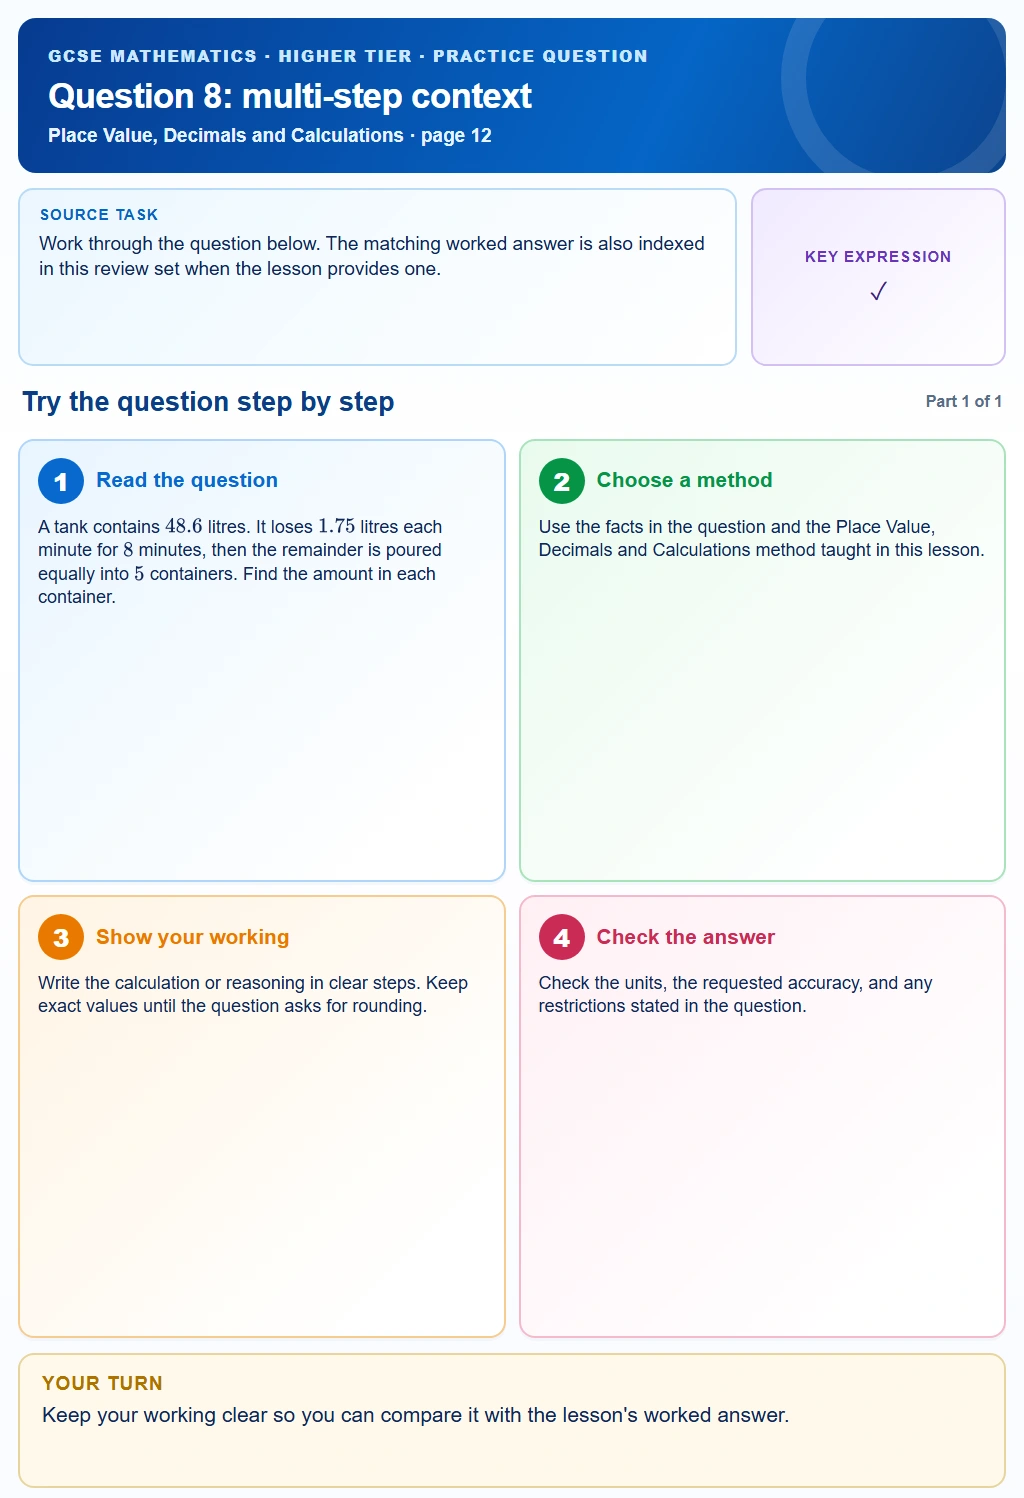 GCSE MATHEMATICS · HIGHER TIER · PRACTICE QUESTION
Question 8: multi-step context
Place Value, Decimals and Calculations · page 12
SOURCE TASK
Work through the question below. The matching worked answer is also indexed
in this review set when the lesson provides one.
KEY EXPRESSION
✓
Try the question step by step
Part 1 of 1
1 Read the question
A tank contains 48.6 litres. It loses 1.75 litres each
minute for 8 minutes, then the remainder is poured
equally into 5 containers. Find the amount in each
container.
2 Choose a method
Use the facts in the question and the Place Value,
Decimals and Calculations method taught in this lesson.
3 Show your working
Write the calculation or reasoning in clear steps. Keep
exact values until the question asks for rounding.
4 Check the answer
Check the units, the requested accuracy, and any
restrictions stated in the question.
YOUR TURN
Keep your working clear so you can compare it with the lesson's worked answer.